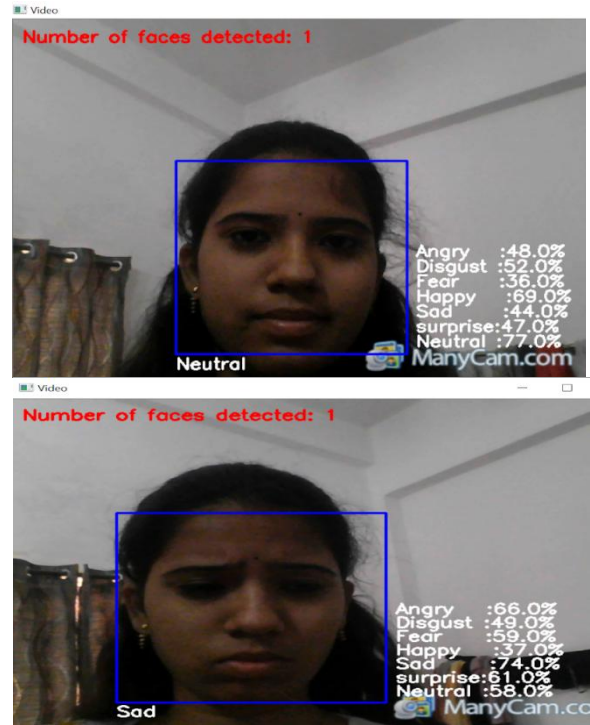 Video
Number of faces detected: 1
Angry :48.0%
Disgust :52.0%
Fear :36.0%
Happy :69.0%
Sad :44.0%
surprise:47.0%
Neutral :77.0%
ManyCam.com
Neutral
Video
Number of faces detected: 1
Angry :66.0%
Disgust :49.0%
Fear :59.0%
Happy :37.0%
Sad :74.0%
surprise:61.0%
Neutral :58.0%
ManyCam.co
Sad